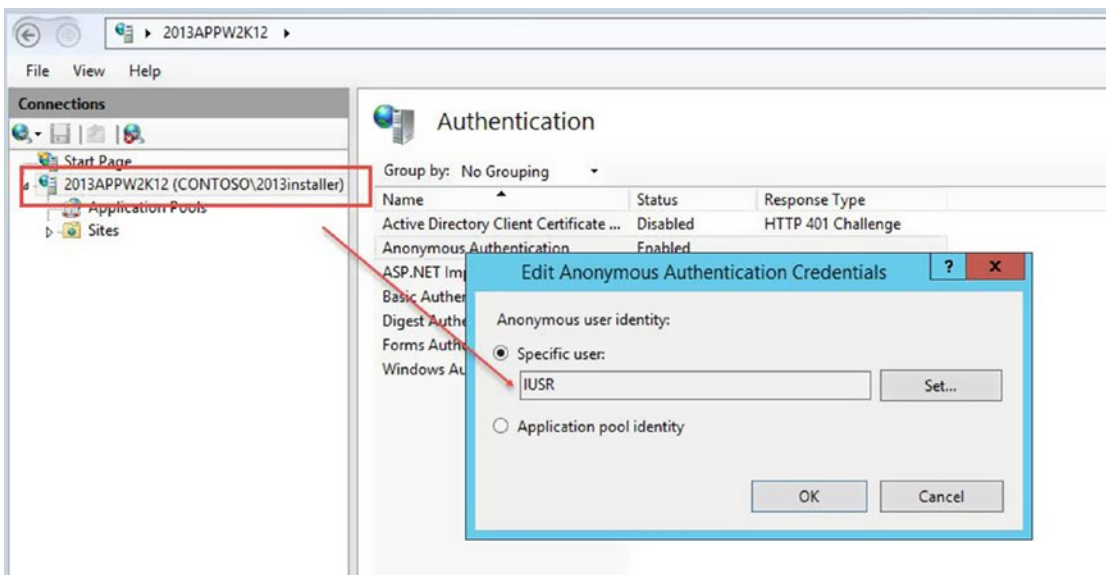 2013APPW2K12
File View Help
Connections
Start Page
2013APPW2K12 (CONTOSO\2013installer)
Application Pools
Sites
Authentication
Group by: No Grouping
Name Status Response Type
Active Directory Client Certificate ... Disabled HTTP 401 Challenge
Anonymous Authentication Enabled
ASP.NET Imp
Basic Authen
Digest Authe
Forms Authe
Windows Au
Edit Anonymous Authentication Credentials ? x
Anonymous user identity:
Specific user:
IUSR Set...
Application pool identity
OK Cancel